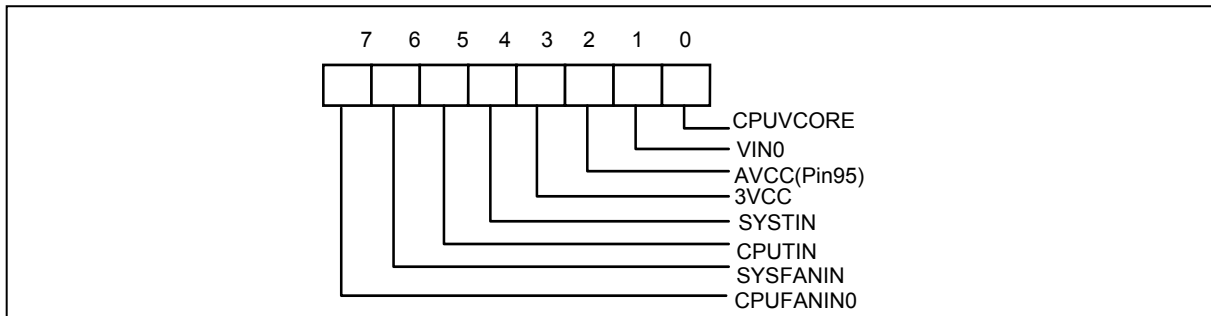 7 6 5 4 3 2 1 0
CPUVCORE
VIN0
AVCC(Pin95)
3VCC
SYSTIN
CPUTIN
SYSFANIN
CPUFANIN0